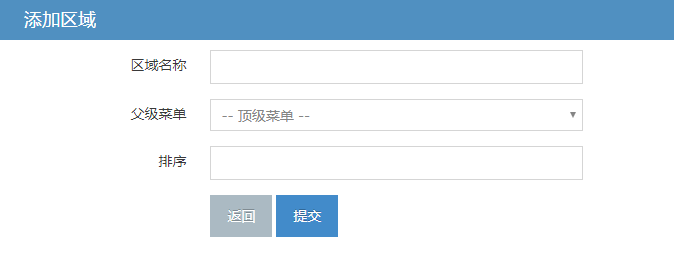 添加区域
区域名称
父级菜单 -- 顶级菜单 --
排序
返回 提交